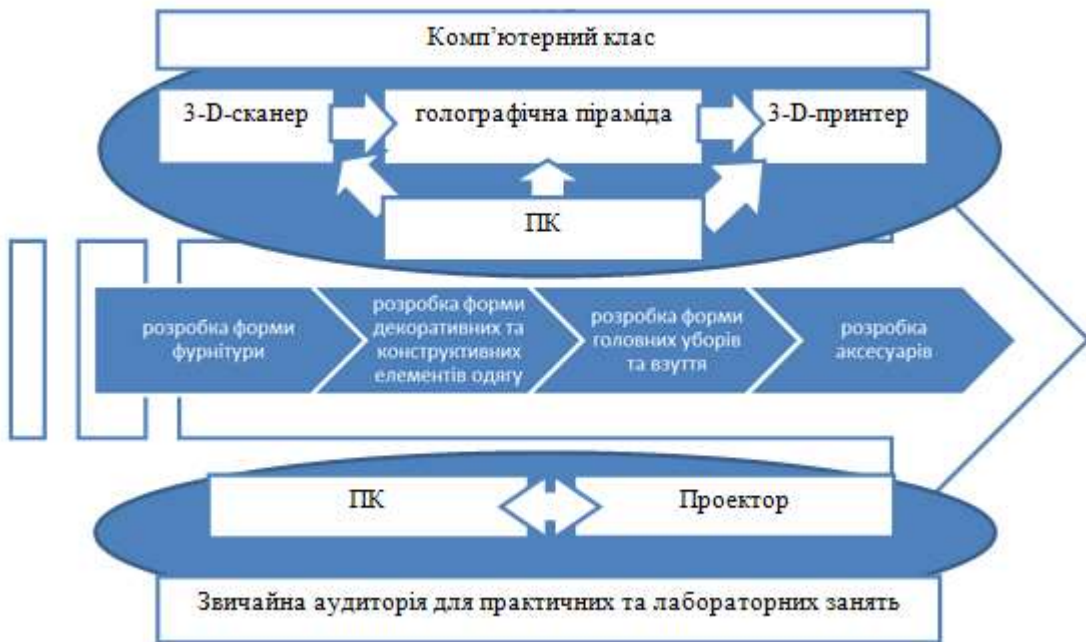 Комп’ютерний клас
3-D-сканер
голографічна піраміда
3-D-принтер
ПК
розробка форми
фурнітури
розробка форми
декоративних та
конструктивних
елементів одягу
розробка форми
головних уборів
та взуття
розробка
аксесуарів
ПК
Проектор
Звичайна аудиторія для практичних та лабораторних занять